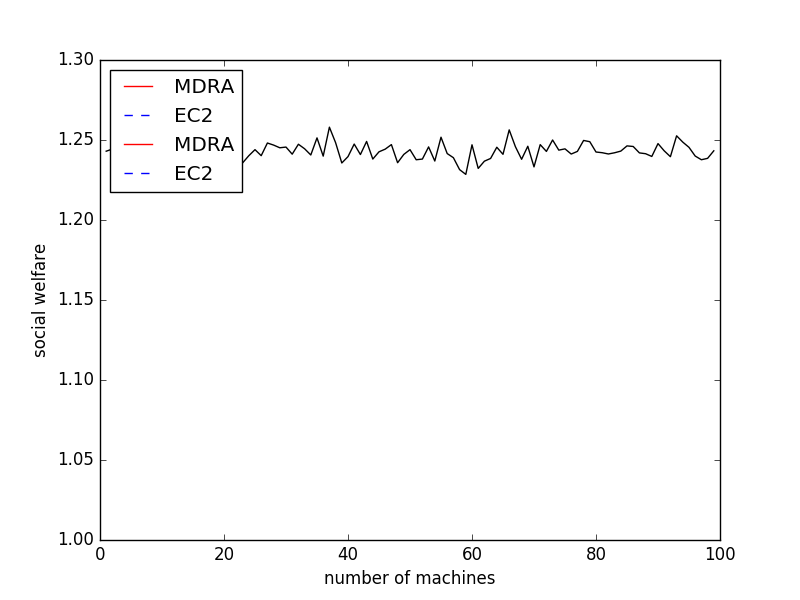 1.30
1.25
1.20
1.15
1.10
1.05
1.00
social welfare
MDRA
EC2
MDRA
EC2
0 20 40 60 80 100
number of machines